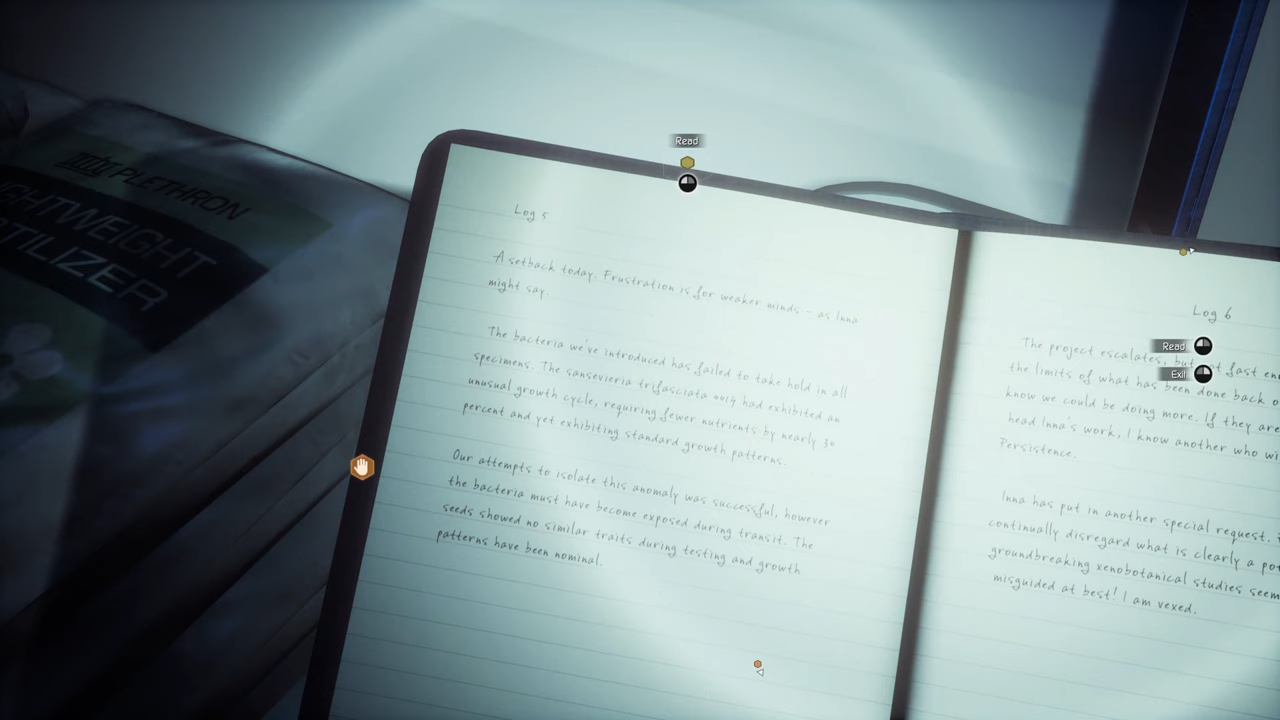 PLETHRON
GHTWEIGHT
TILIZER
Read
Log 5
A setback today. Frustration is for weaker minds - as Inna
might say.
The bacteria we've introduced has failed to take hold in all
specimens. The sansevieria trifasciata 0014 had exhibited an
unusual growth cycle, requiring fewer nutrients by nearly 30
percent and yet exhibiting standard growth patterns.
Our attempts to isolate this anomaly was successful, however
the bacteria must have become exposed during transit. The
seeds showed no similar traits during testing and growth
patterns have been nominal.
Log 6
The project escalates, but fast
the limits of what has been done back
know we could be doing more. If they are
head Inna's work, I know another who
Persistence.
Inna has put in another special request.
continually disregard what is clearly a
groundbreaking xenobotanical studies seem
misguided at best! I am vexed.
Read
Exit